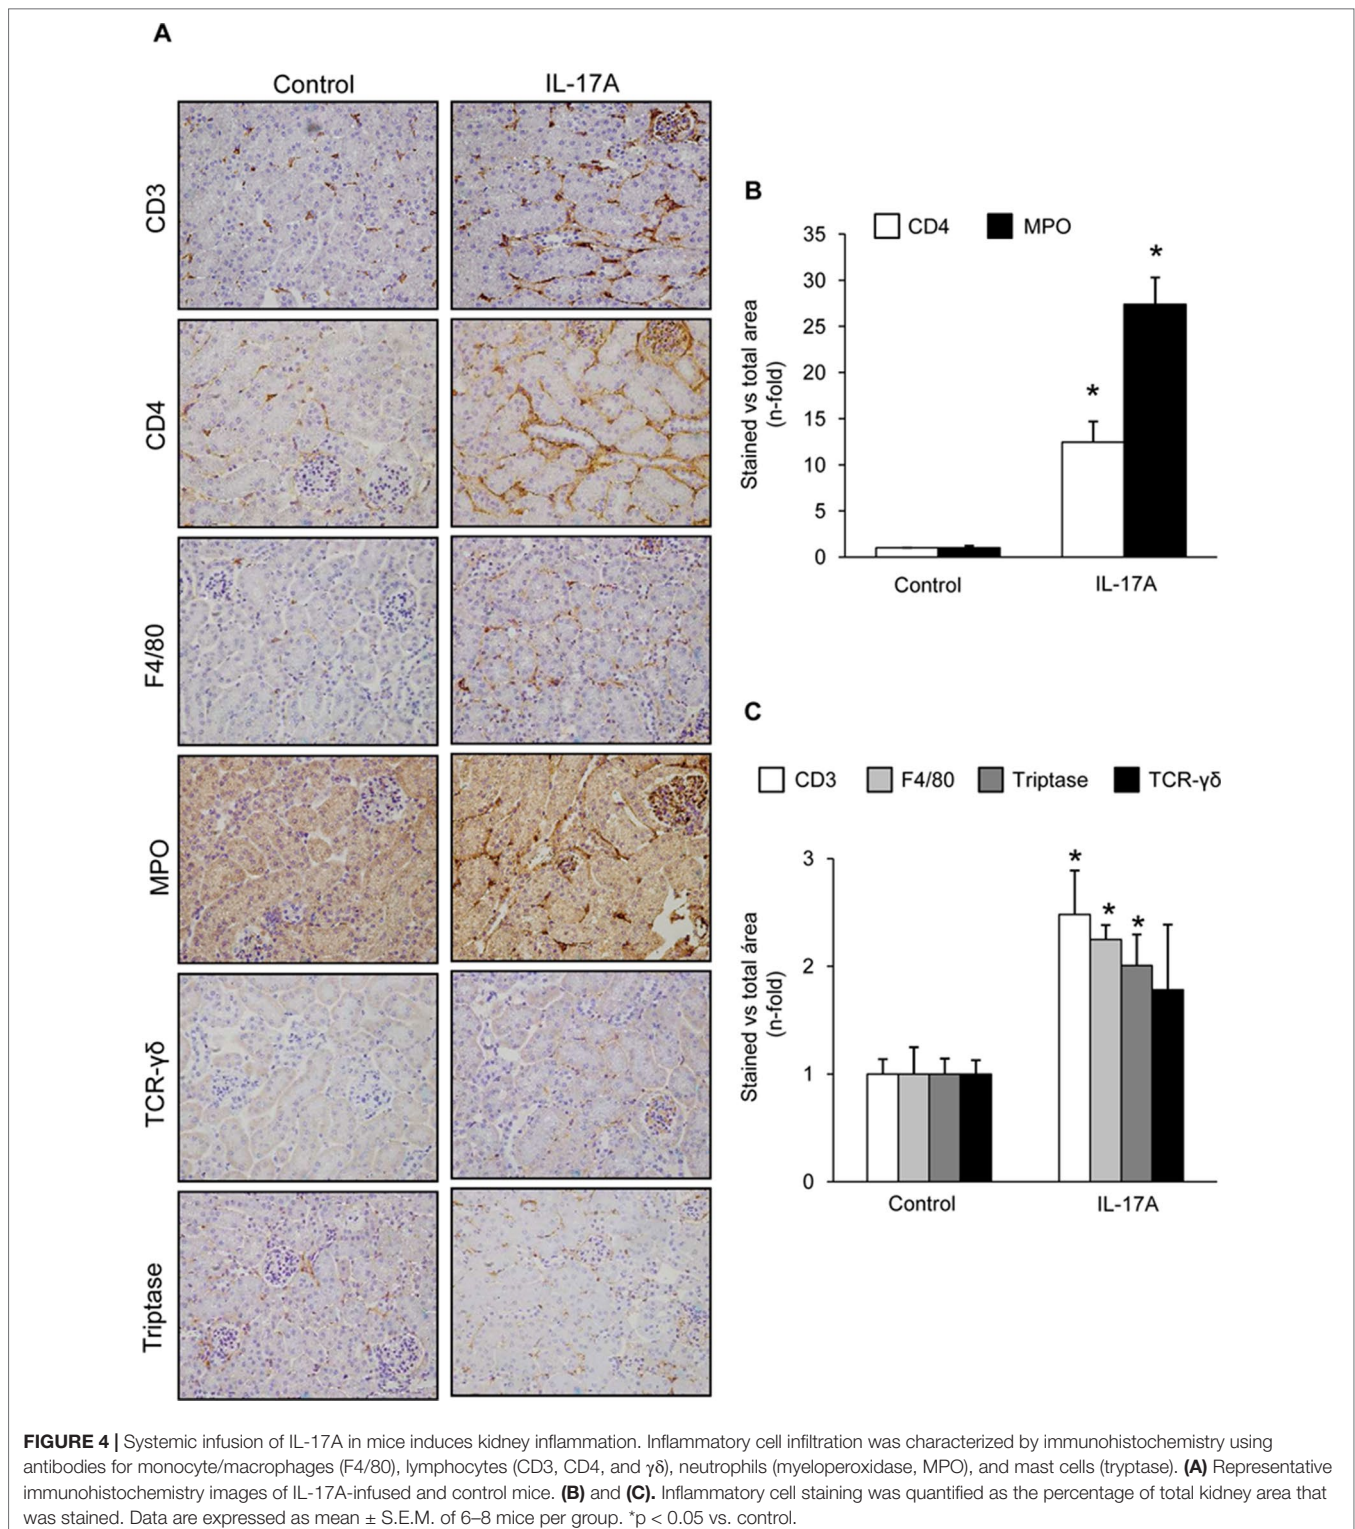 A
Control
IL-17A
CD3
CD4
F4/80
MPO
TCR-γδ
Triptase
B
CD4
MPO
35
30
25
20
15
10
5
0
Stained vs total area
(n-fold)
*
*
Control
IL-17A
C
CD3
F4/80
Triptase
TCR-γδ
3
2
1
0
Stained vs total área
(n-fold)
*
*
*
Control
IL-17A
FIGURE 4 | Systemic infusion of IL-17A in mice induces kidney inflammation. Inflammatory cell infiltration was characterized by immunohistochemistry using
antibodies for monocyte/macrophages (F4/80), lymphocytes (CD3, CD4, and γδ), neutrophils (myeloperoxidase, MPO), and mast cells (tryptase). (A) Representative
immunohistochemistry images of IL-17A-infused and control mice. (B) and (C). Inflammatory cell staining was quantified as the percentage of total kidney area that
was stained. Data are expressed as mean ± S.E.M. of 6–8 mice per group. *p < 0.05 vs. control.